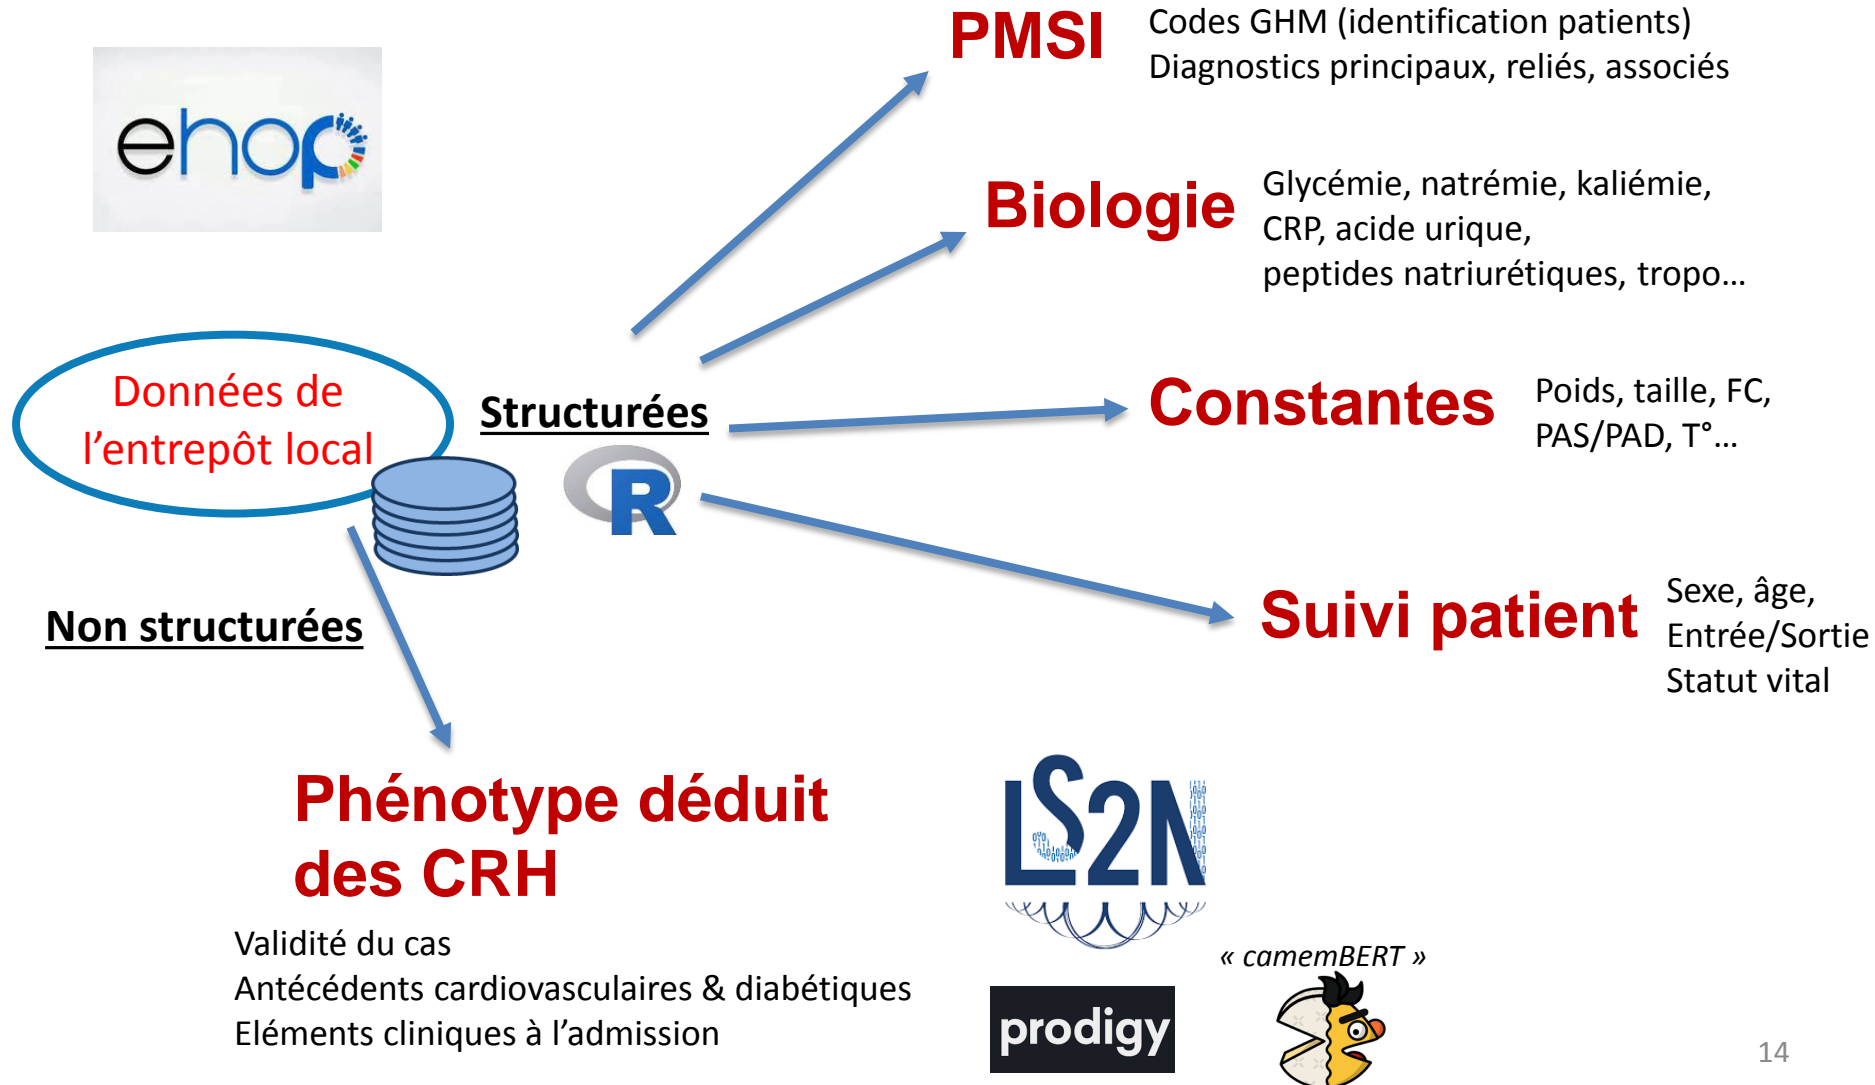 ehop
PMSI
Codes GHM (identification patients)
Diagnostics principaux, reliés, associés
Biologie
Glycémie, natrémie, kaliémie,
CRP, acide urique,
peptides natriurétiques, tropo...
Données de
l’entrepôt local
Structurées
R
Constantes
Poids, taille, FC,
PAS/PAD, T°...
Non structurées
Suivi patient
Sexe, âge,
Entrée/Sortie
Statut vital
Phénotype déduit
des CRH
Validité du cas
Antécédents cardiovasculaires & diabétiques
Eléments cliniques à l’admission
LS2N
« camemBERT »
prodigy
14